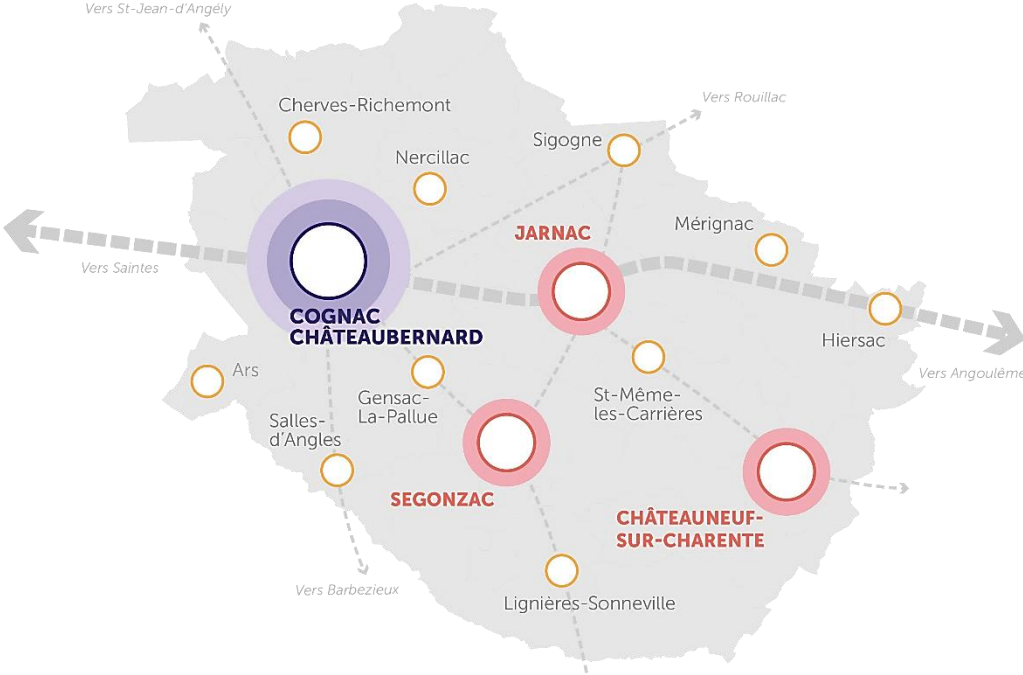 Vers St-Jean-d'Angély
Vers Rouillac
Cherves-Richemont
Sigogne
Nercillac
Mérignac
JARNAC
Vers Saintes
COGNAC
CHÂTEAUBERNARD
Hiersac
Vers Angoulême
Ars
Gensac-
La-Pallue
St-Même-
les-Carrières
Salles-
d'Angles
SEGONZAC
CHÂTEAUNEUF-
SUR-CHARENTE
Vers Barbezieux
Lignières-Sonneville